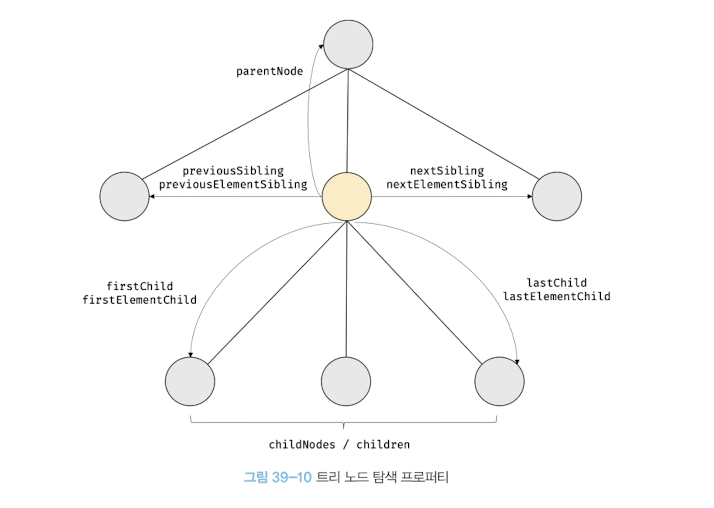 parentNode
previousSibling
previousElementSibling
nextSibling
nextElementSibling
firstChild
firstElementChild
lastChild
lastElementChild
childNodes / children
그림 39-10 트리 노드 탐색 프로퍼티